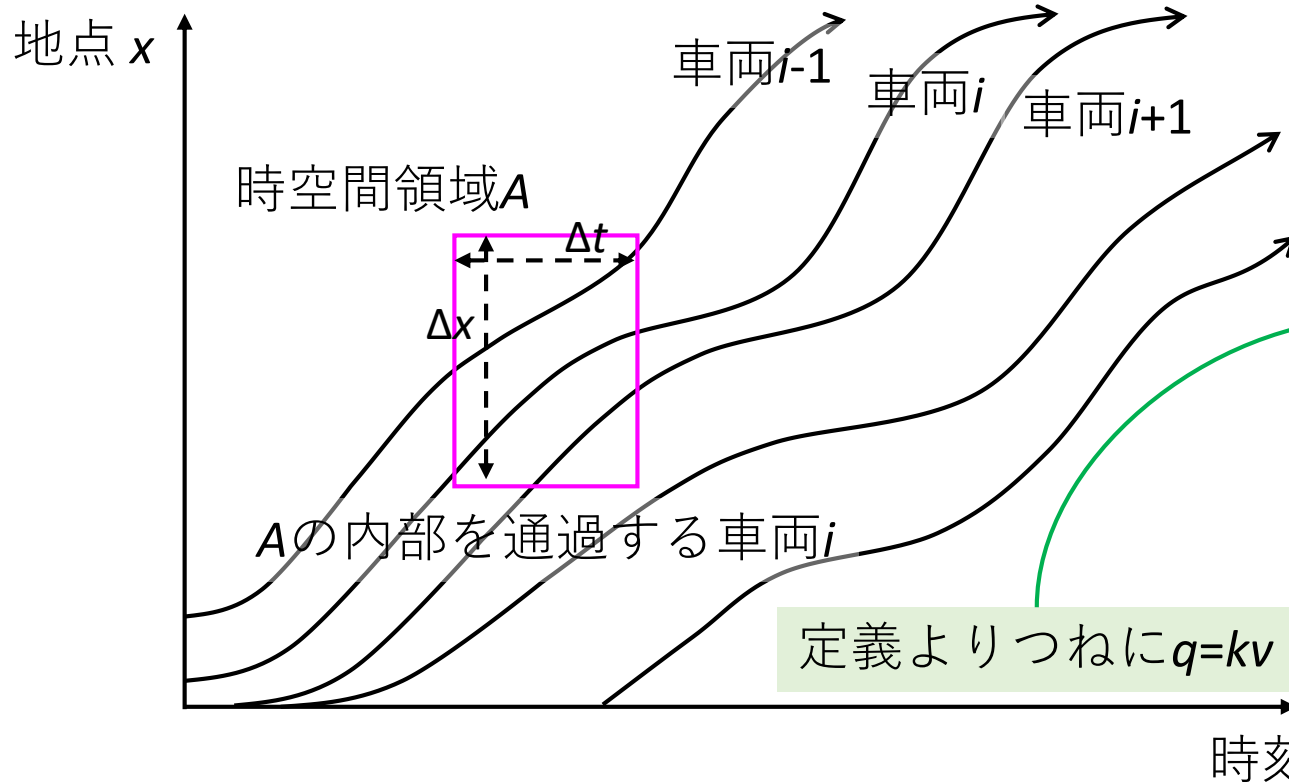 地点 x
車両i-1
車両i
車両i+1
時空間領域A
Δt
Δx
Aの内部を通過する車両i
定義よりつねにq=kv
時刻